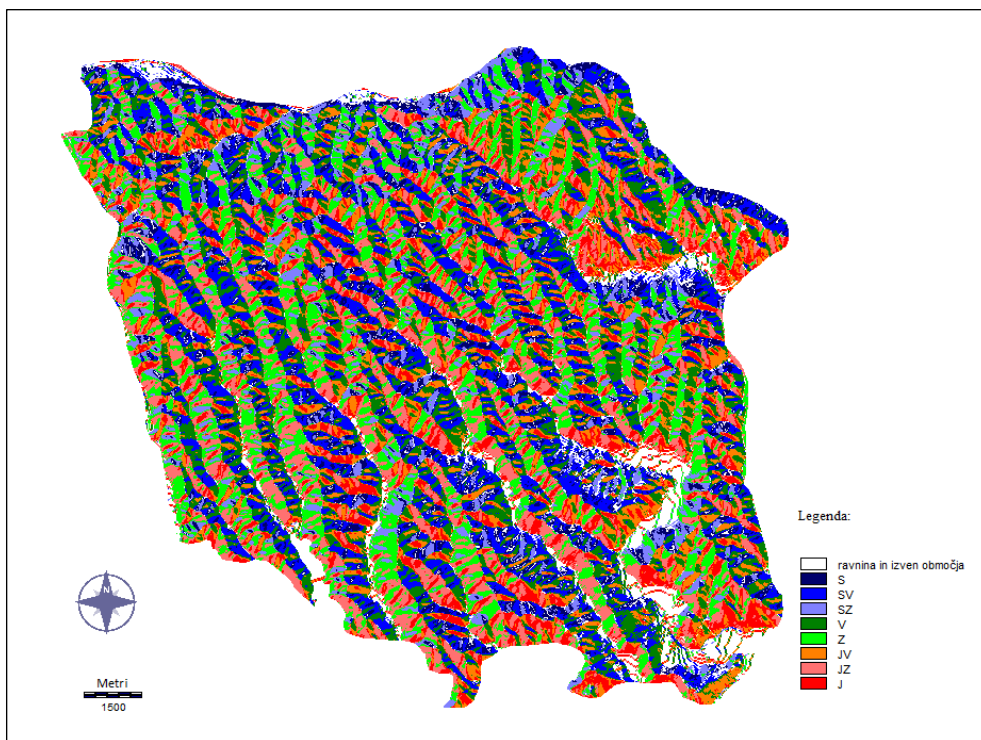 Legenda:
ravnina in izven območja
S
SV
SZ
V
Z
JV
JZ
J
N
Metri
1500